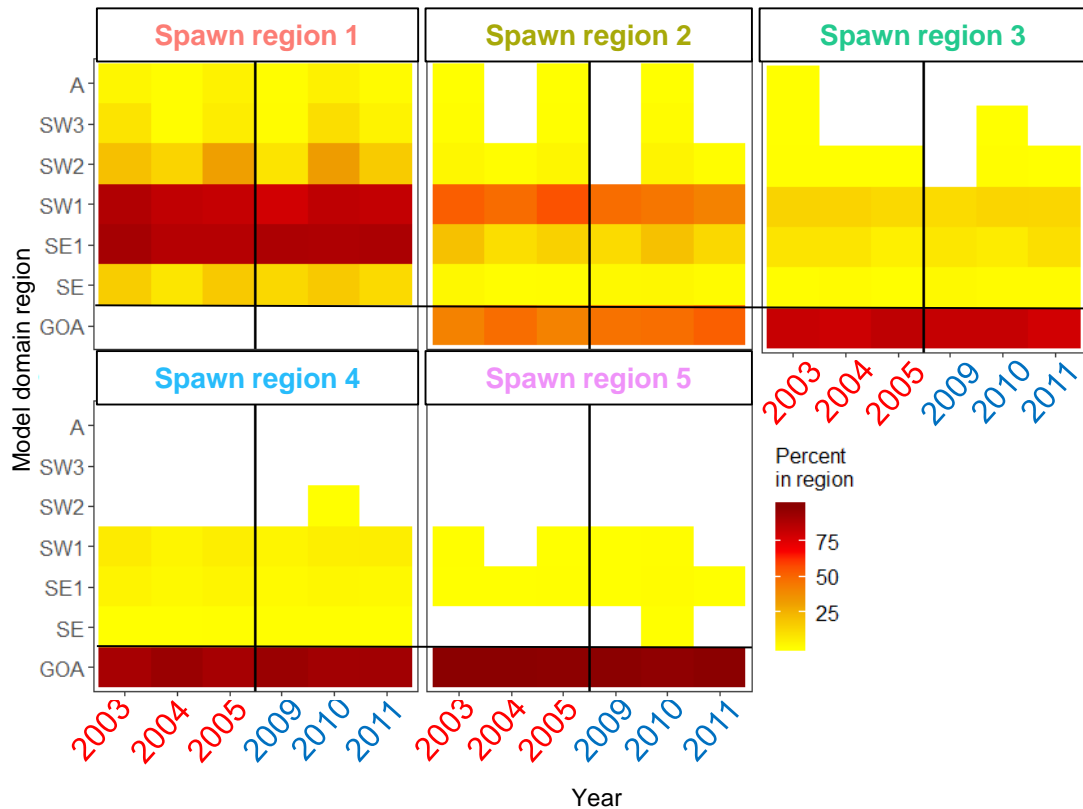 Spawn region 1
Spawn region 2
Spawn region 3
Model domain region
A
SW3
SW2
SW1
SE1
SE
GOA
2003
2004
2005
2009
2010
2011
Spawn region 4
Spawn region 5
A
SW3
SW2
SW1
SE1
SE
GOA
Percent
in region
75
50
25
2003
2004
2005
2009
2010
2011
2003
2004
2005
2009
2010
2011
Year